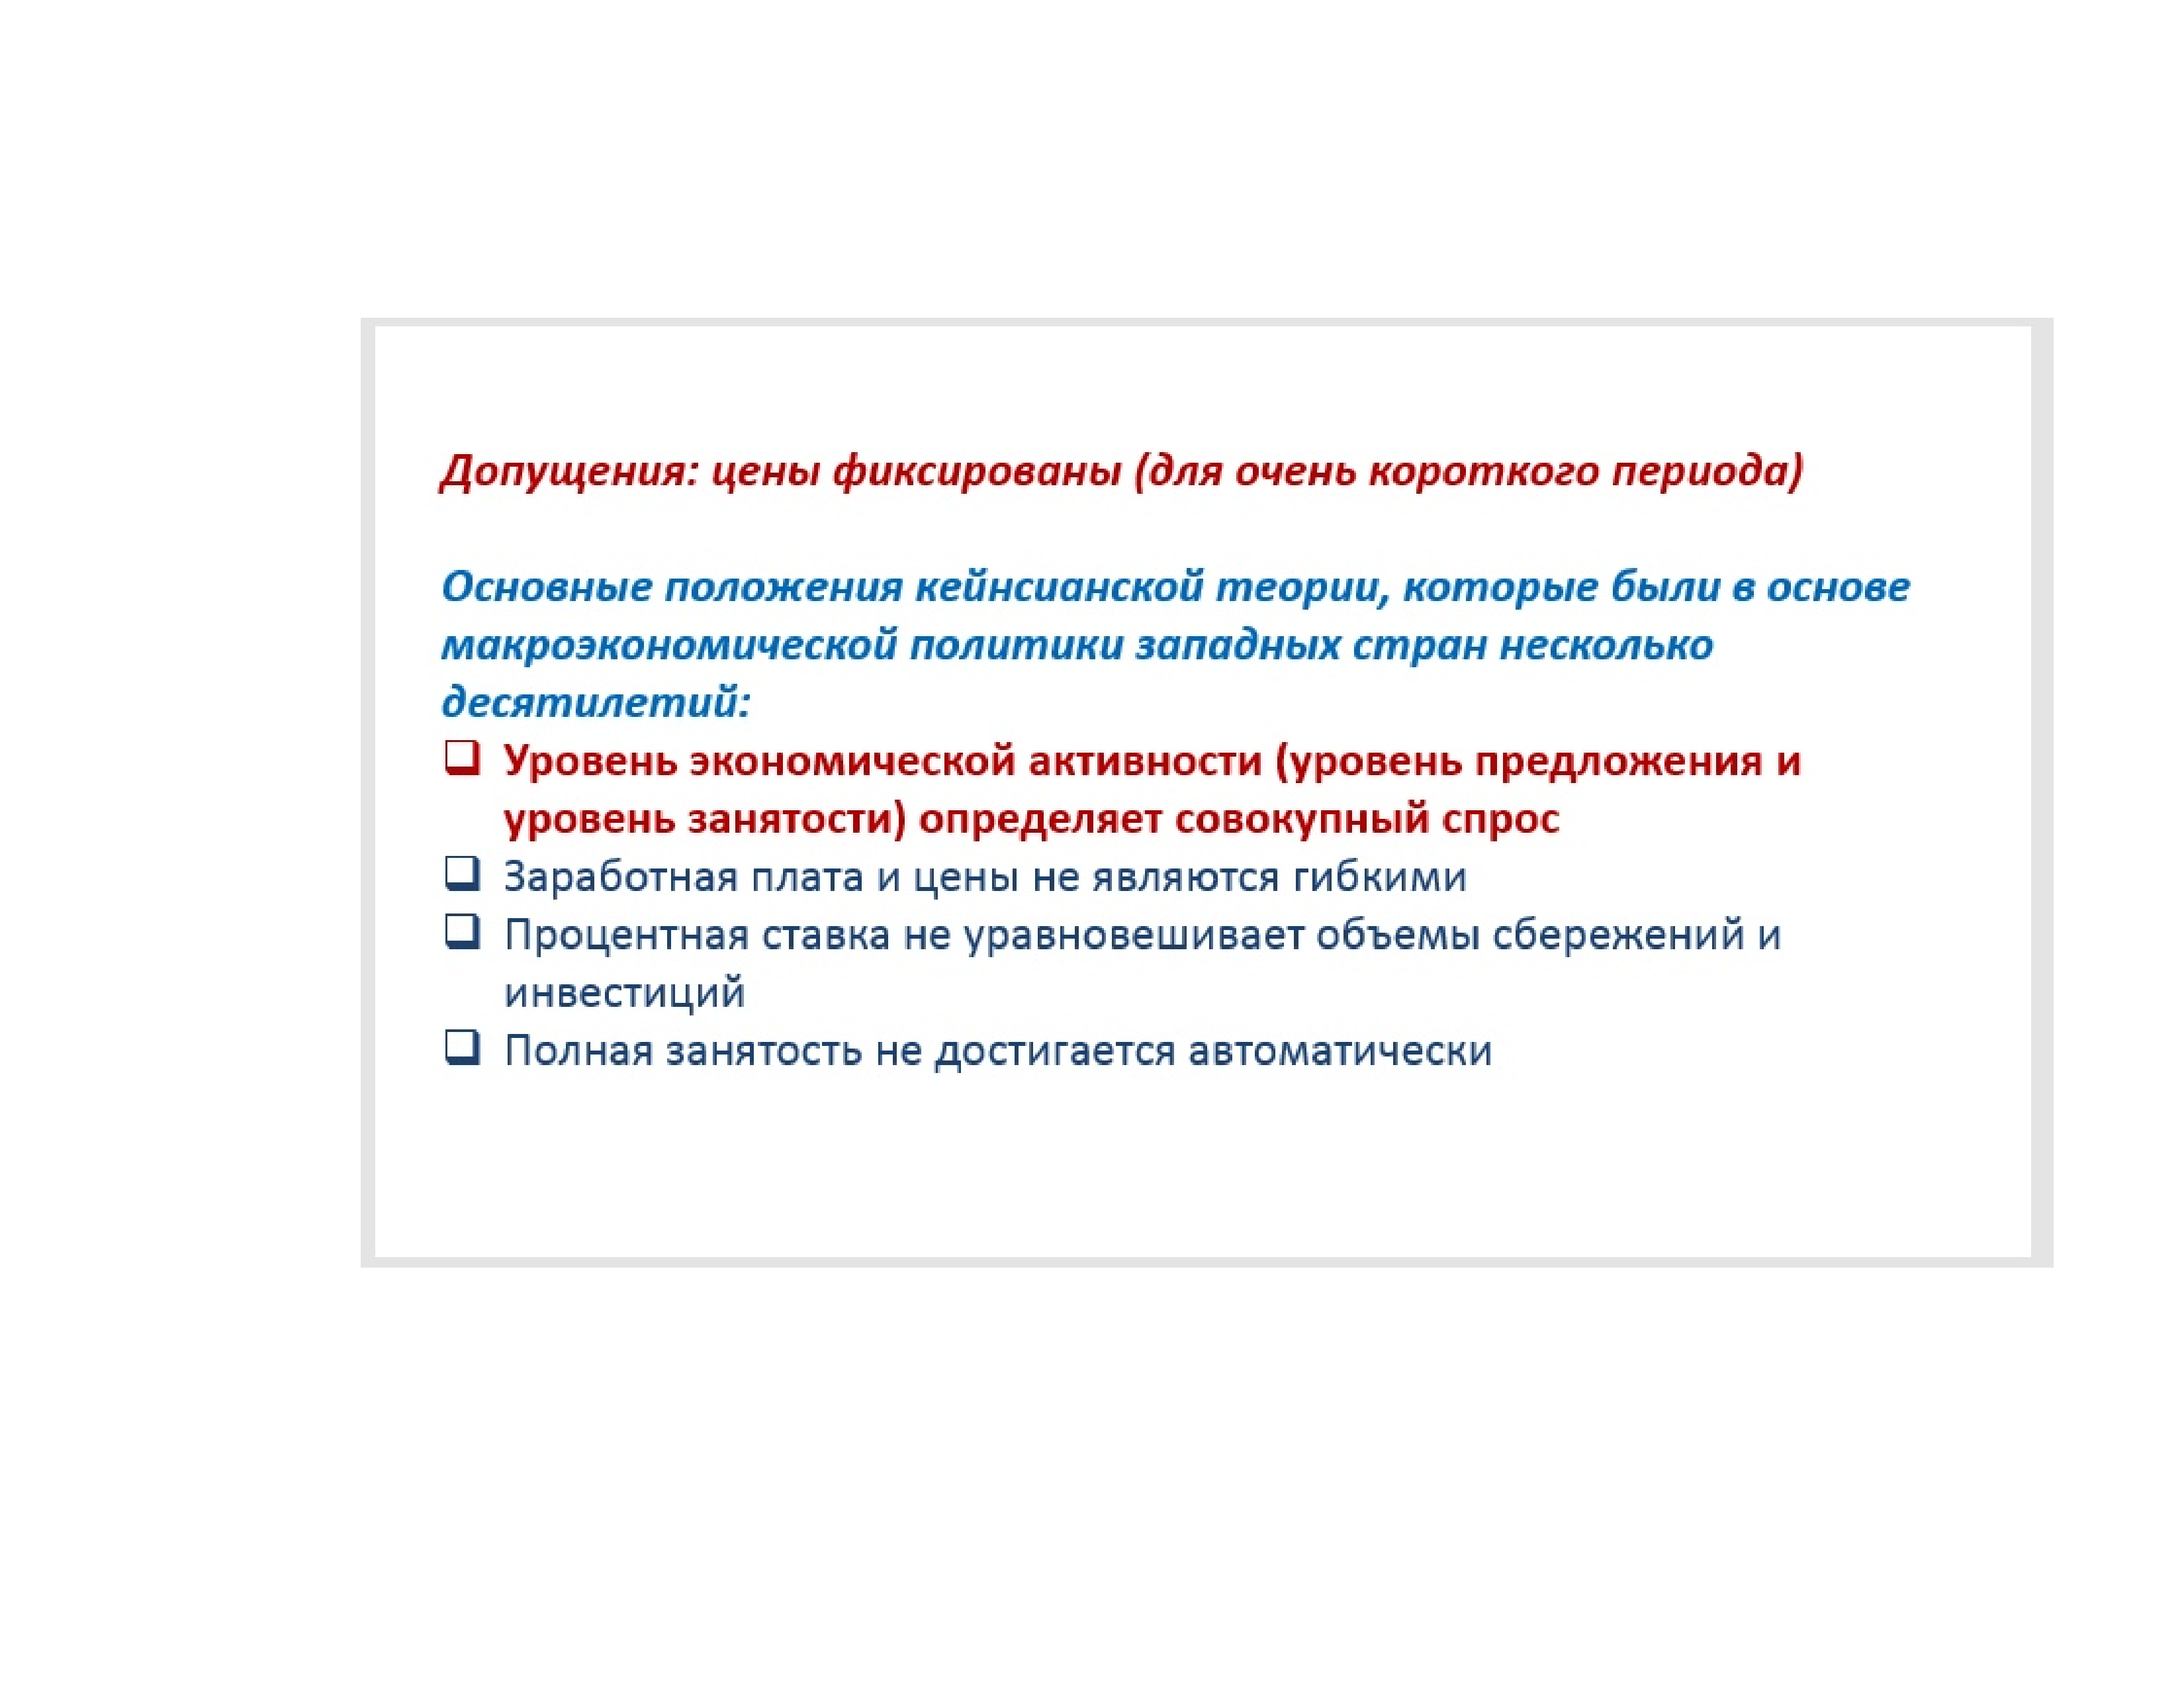 Допущения: цены фиксированы (для очень короткого периода)
Основные положения кейнсианской теории, которые были в основе
макроэкономической политики западных стран несколько
десятилетий:
❑ Уровень экономической активности (уровень предложения и
уровень занятости) определяет совокупный спрос
❑ Заработная плата и цены не являются гибкими
❑ Процентная ставка не уравновешивает объемы сбережений и
инвестиций
❑ Полная занятость не достигается автоматически